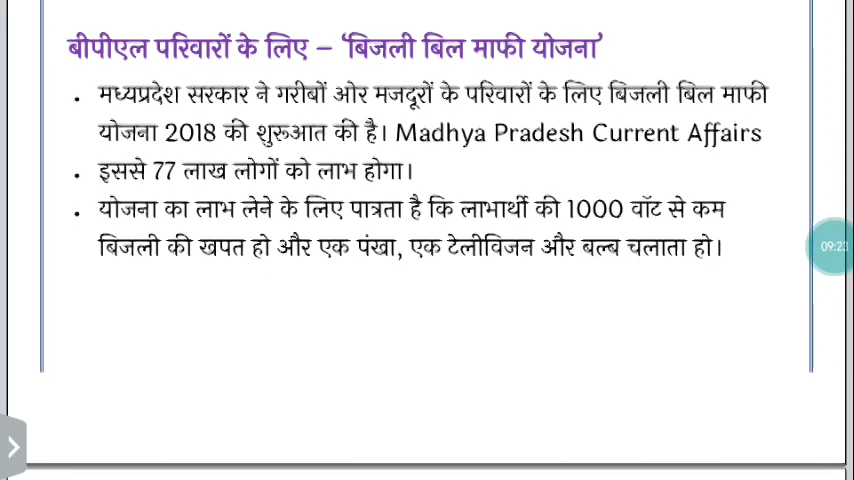 बीपीएल परिवारों के लिए – ‘बिजली बिल माफी योजना’
• मध्यप्रदेश सरकार ने गरीबों ओर मजदूरों के परिवारों के लिए बिजली बिल माफी
योजना 2018 की शुरूआत की है। Madhya Pradesh Current Affairs
• इससे 77 लाख लोगों को लाभ होगा।
• योजना का लाभ लेने के लिए पात्रता है कि लाभार्थी की 1000 वॉट से कम
बिजली की खपत हो और एक पंखा, एक टेलीविजन और बल्ब चलाता हो।
09:23